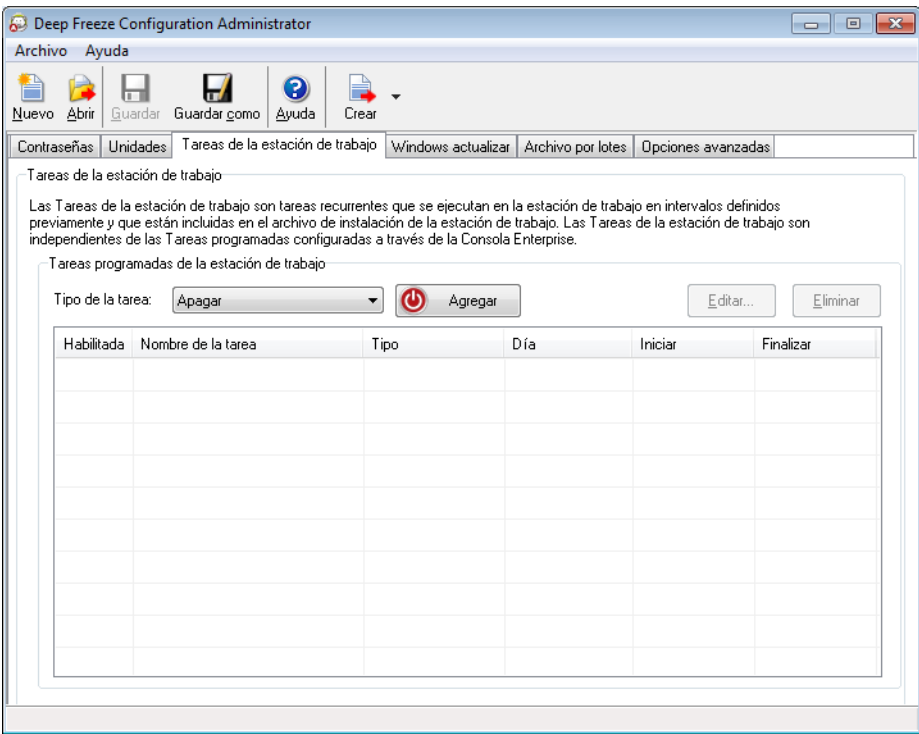 Deep Freeze Configuration Administrator
Archivo Ayuda
Nuevo Abrir Guardar Guardar como Ayuda Crear
Contraseñas Unidades Tareas de la estación de trabajo Windows actualizar Archivo por lotes Opciones avanzadas
Tareas de la estación de trabajo
Las Tareas de la estación de trabajo son tareas recurrentes que se ejecutan en la estación de trabajo en intervalos definidos
previamente y que están incluidas en el archivo de instalación de la estación de trabajo. Las Tareas de la estación de trabajo son
independientes de las Tareas programadas configuradas a través de la Consola Enterprise.
Tareas programadas de la estación de trabajo
Tipo de la tarea: Apagar Agregar Editar... Eliminar
Habilitada Nombre de la tarea Tipo Día Iniciar Finalizar